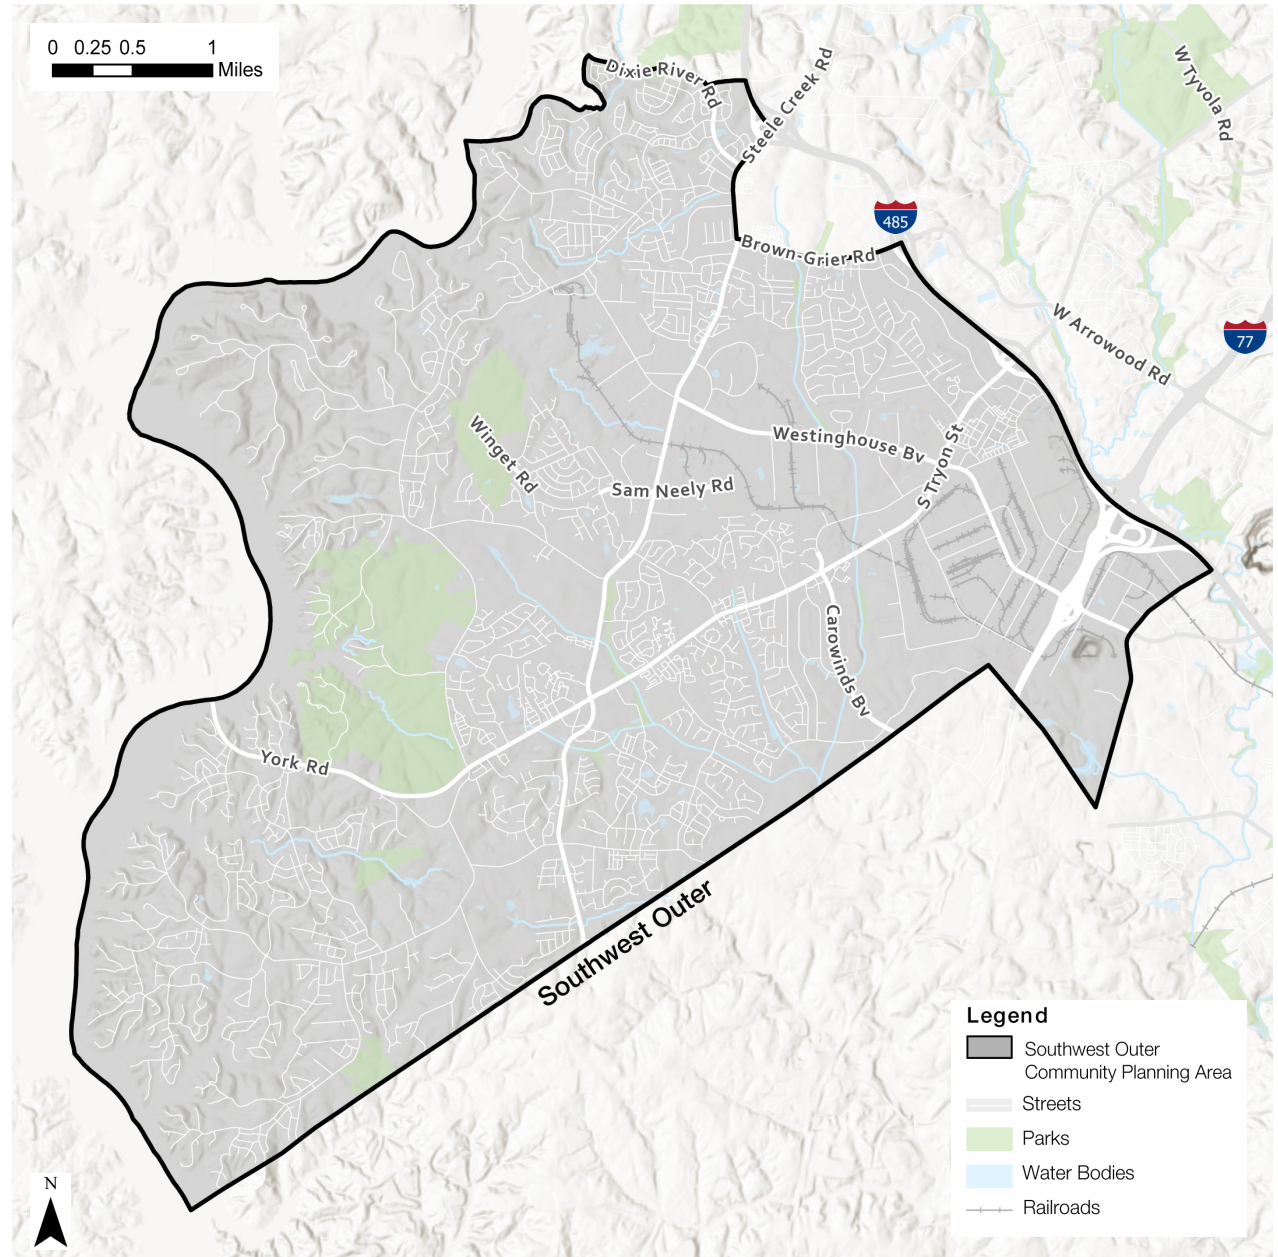 0 0.25 0.5 1
Miles
Dixie River Rd
Steele Creek Rd
W Tyvola Rd
485
Brown-Grier Rd
W Arrowood Rd
77
Winget Rd
Westinghouse Bv
S Tryon St
Sam Neely Rd
Carowinds Bv
York Rd
Southwest Outer
N
Legend
Southwest Outer
Community Planning Area
Streets
Parks
Water Bodies
Railroads